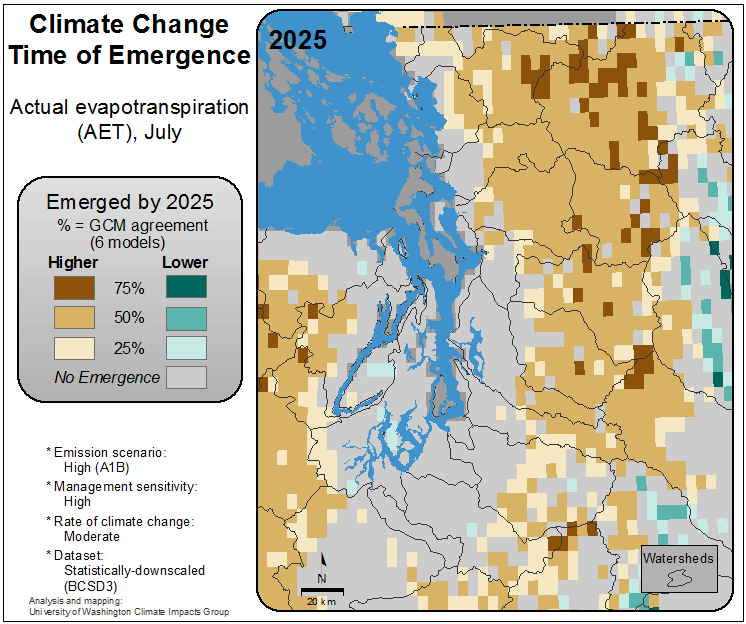 Climate Change
Time of Emergence
Actual evapotranspiration
(AET), July
Emerged by 2025
% = GCM agreement
(6 models)
Higher Lower
75%
50%
25%
No Emergence
* Emission scenario:
High (A1B)
* Management sensitivity:
High
* Rate of climate change:
Moderate
* Dataset:
Statistically-downscaled
(BCSD3)
Analysis and mapping:
University of Washington Climate Impacts Group
2025
N
20 km
Watersheds